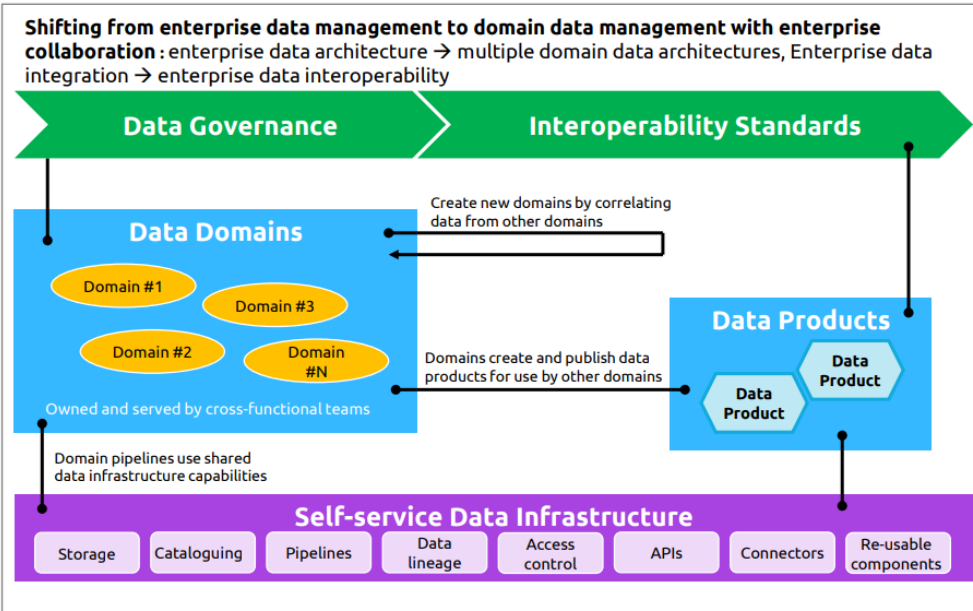 Shifting from enterprise data management to domain data management with enterprise
collaboration : enterprise data architecture → multiple domain data architectures, Enterprise data
integration → enterprise data interoperability
Data Governance
Interoperability Standards
Create new domains by correlating
data from other domains
Data Domains
Domain #1
Domain #3
Domain #2
Domain
#N
Owned and served by cross-functional teams
Domains create and publish data
products for use by other domains
Data Products
Data
Product
Data
Product
Domain pipelines use shared
data infrastructure capabilities
Self-service Data Infrastructure
Storage
Cataloguing
Pipelines
Data
lineage
Access
control
APIs
Connectors
Re-usable
components